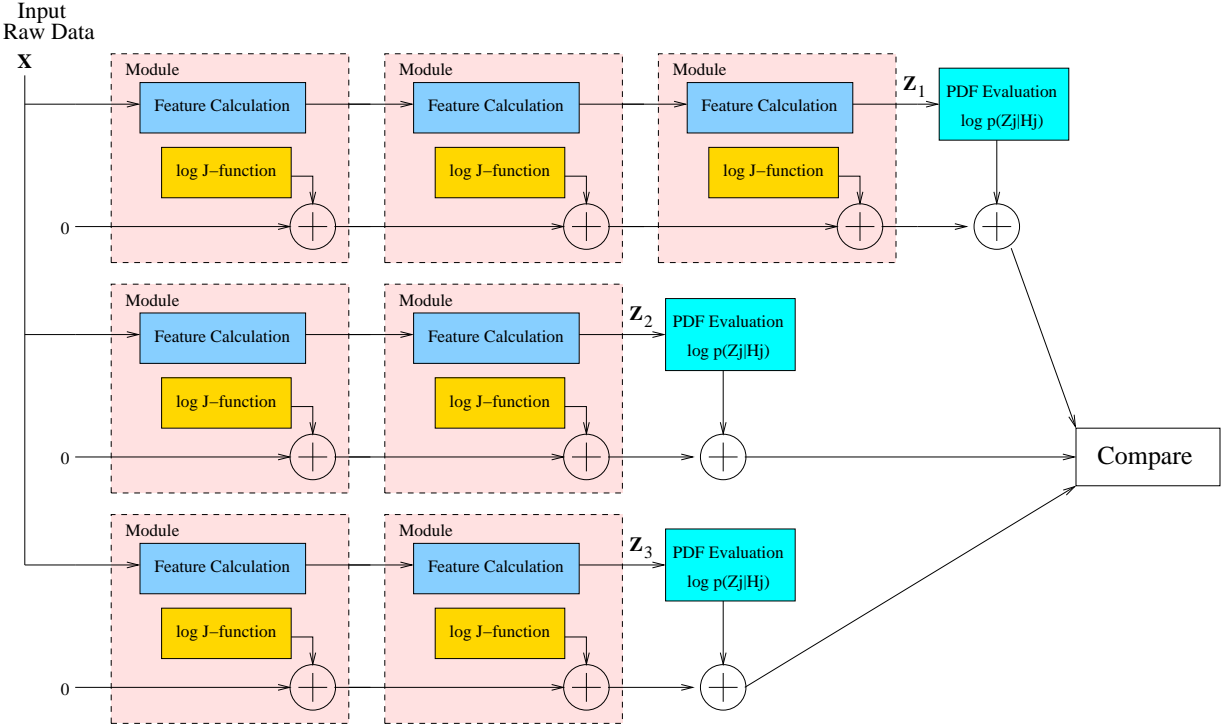 Input
Raw Data
X
Module
Feature Calculation
log J−function
Module
Feature Calculation
log J−function
Module
Feature Calculation
log J−function
Z1
PDF Evaluation
log p(Zj|Hj)
0
Module
Feature Calculation
log J−function
Module
Feature Calculation
log J−function
Z2
PDF Evaluation
log p(Zj|Hj)
0
Compare
Module
Feature Calculation
log J−function
Module
Feature Calculation
log J−function
Z3
PDF Evaluation
log p(Zj|Hj)
0